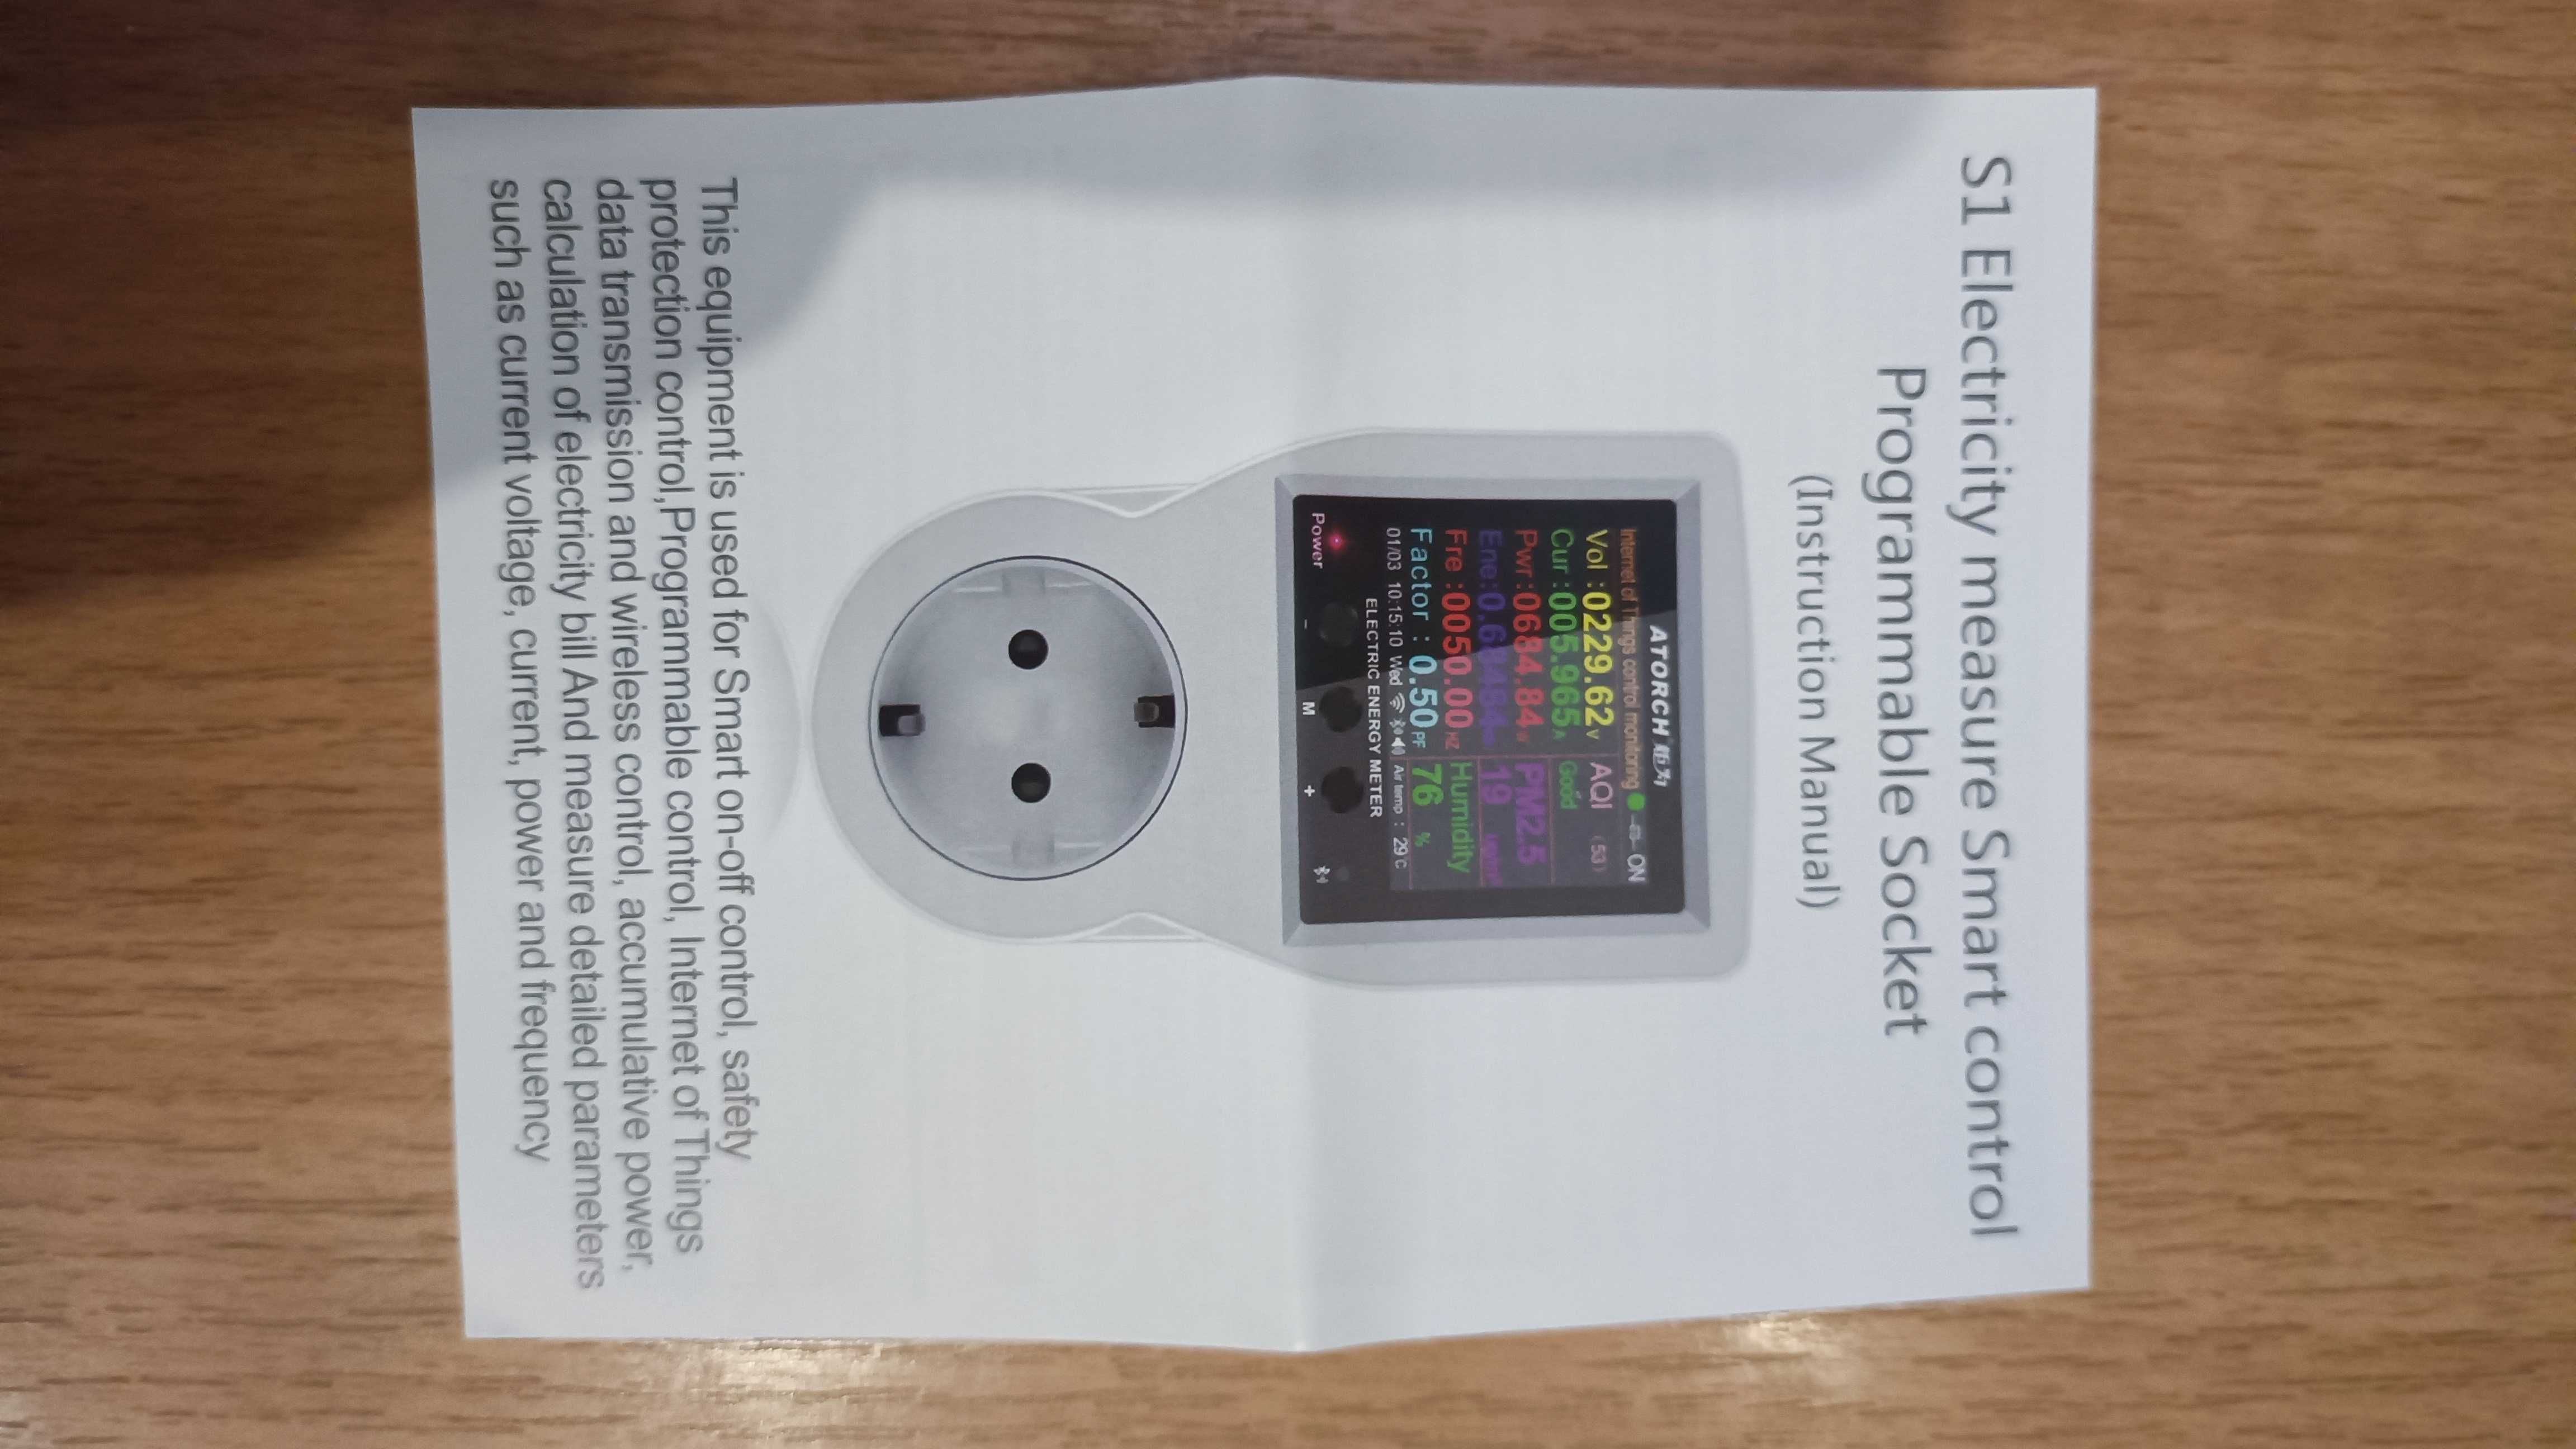 S1 Electricity measure Smart control
Programmable Socket
(Instruction Manual)
ATORCH
Internet of Things control monitoring ON
Vol :0229.62V AQI (53)
Cur :005.965A Good
Pwr:0684.84W PM2.5
Ene:0.6 19
Fre :0050.00HZ Humidity
Factor : 0.50PF 76 %
01/03 10:15:10 Wed Air temp : 29℃
ELECTRIC ENERGY METER
Power - M +
This equipment is used for Smart on-off control, safety
protection control,Programmable control, Internet of Things
data transmission and wireless control, accumulative power,
calculation of electricity bill And measure detailed parameters
such as current voltage, current, power and frequency